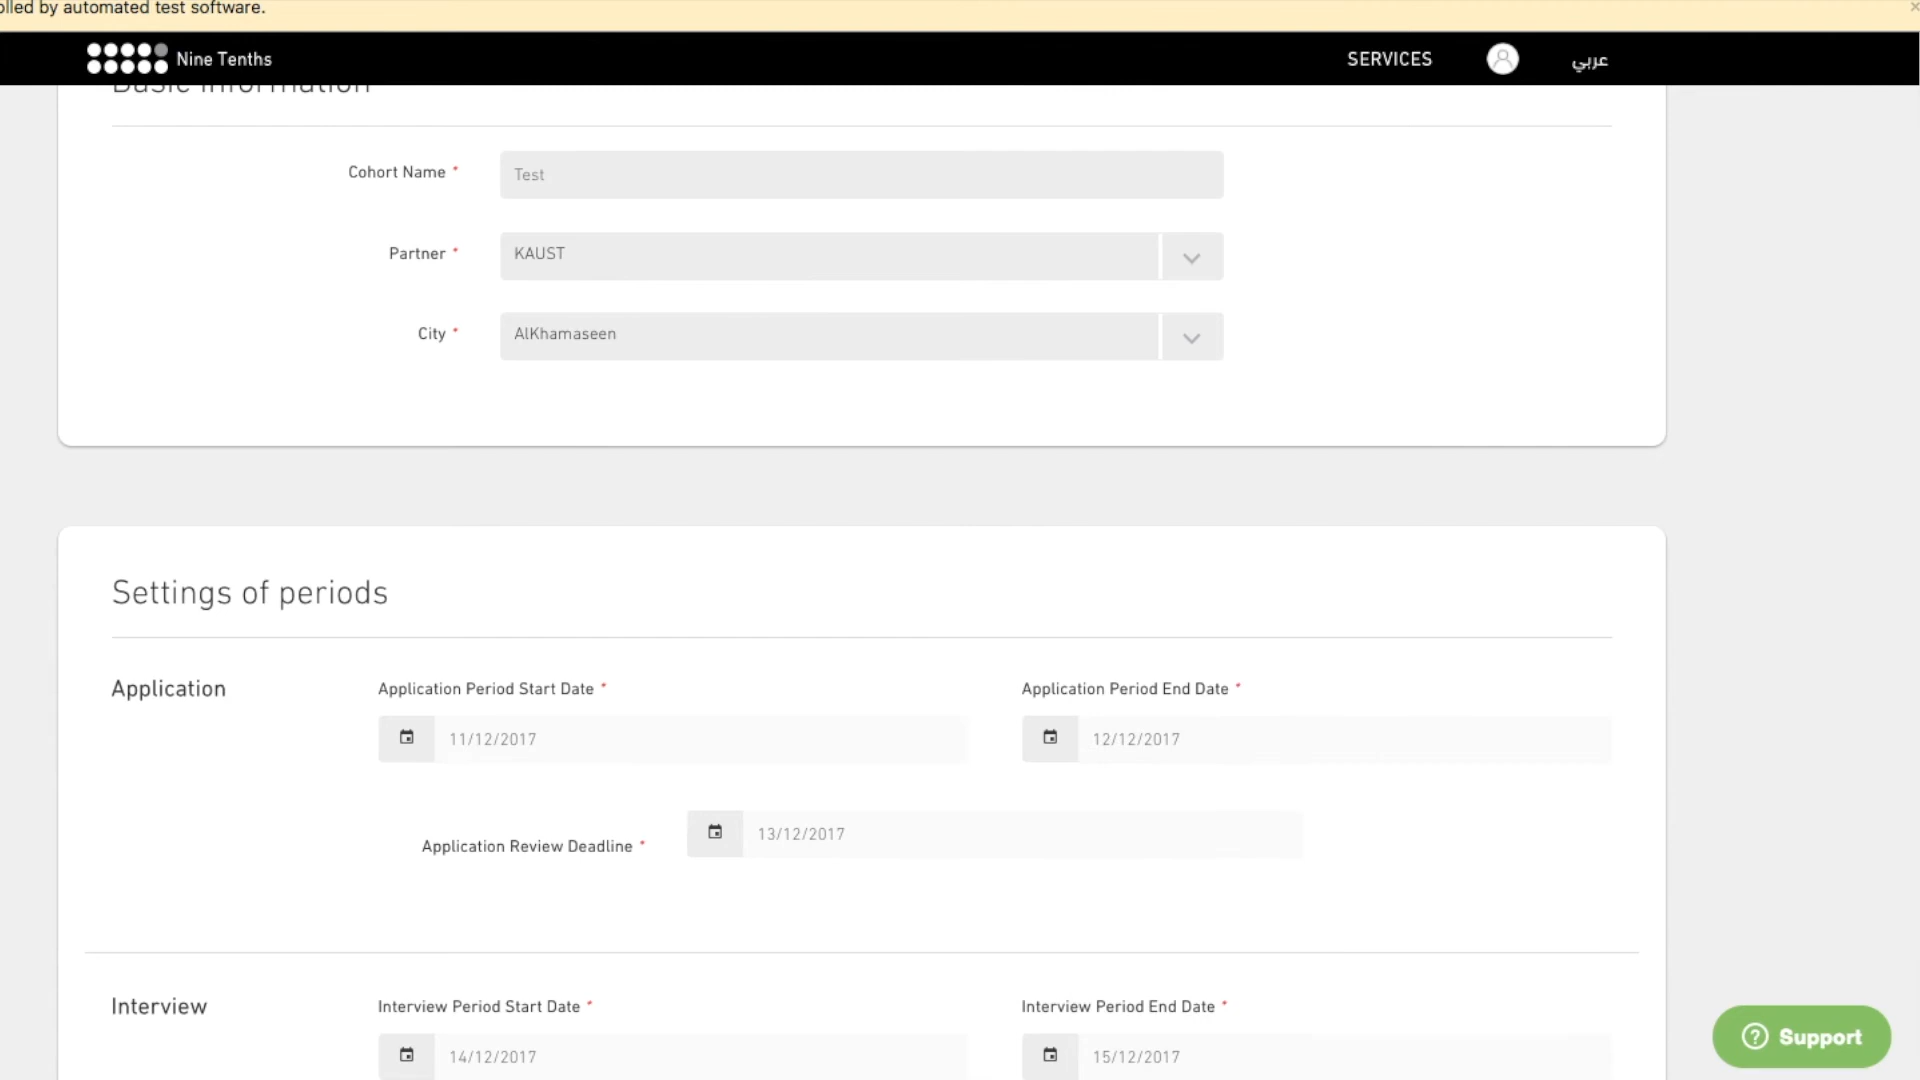 olled by automated test software.
Nine Tenths
SERVICES
عربي
Basic Information
Cohort Name *
Test
Partner *
KAUST
City *
AlKhamaseen
Settings of periods
Application
Application Period Start Date *
Application Period End Date *
11/12/2017
12/12/2017
Application Review Deadline *
13/12/2017
Interview
Interview Period Start Date *
Interview Period End Date *
14/12/2017
15/12/2017
Support